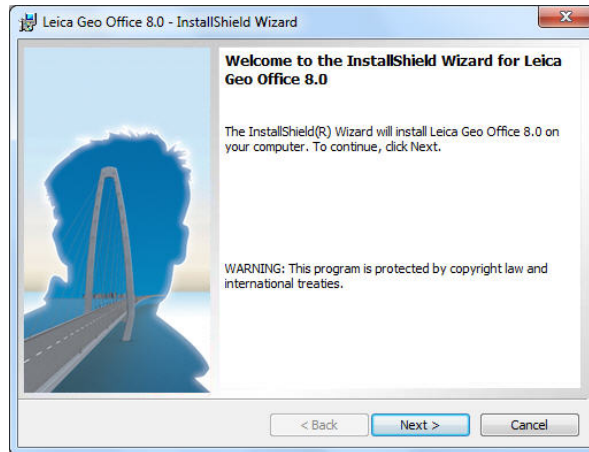 Leica Geo Office 8.0 - InstallShield Wizard
Welcome to the InstallShield Wizard for Leica
Geo Office 8.0
The InstallShield(R) Wizard will install Leica Geo Office 8.0 on
your computer. To continue, click Next.
WARNING: This program is protected by copyright law and
international treaties.
< Back
Next >
Cancel